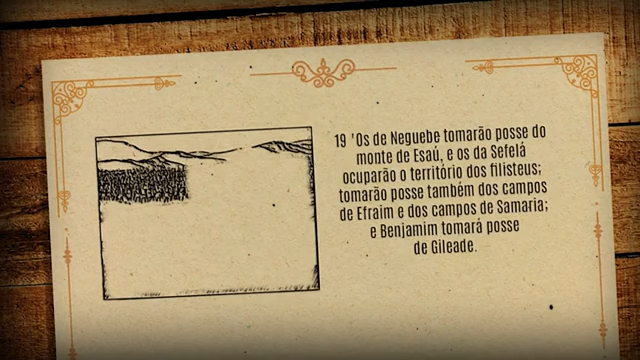 19 'Os de Neguebe tomarão posse do
monte de Esaú, e os da Sefelá
ocuparão o território dos filisteus;
tomarão posse também dos campos
de Efraim e dos campos de Samaria;
e Benjamim tomará posse
de Gileade.